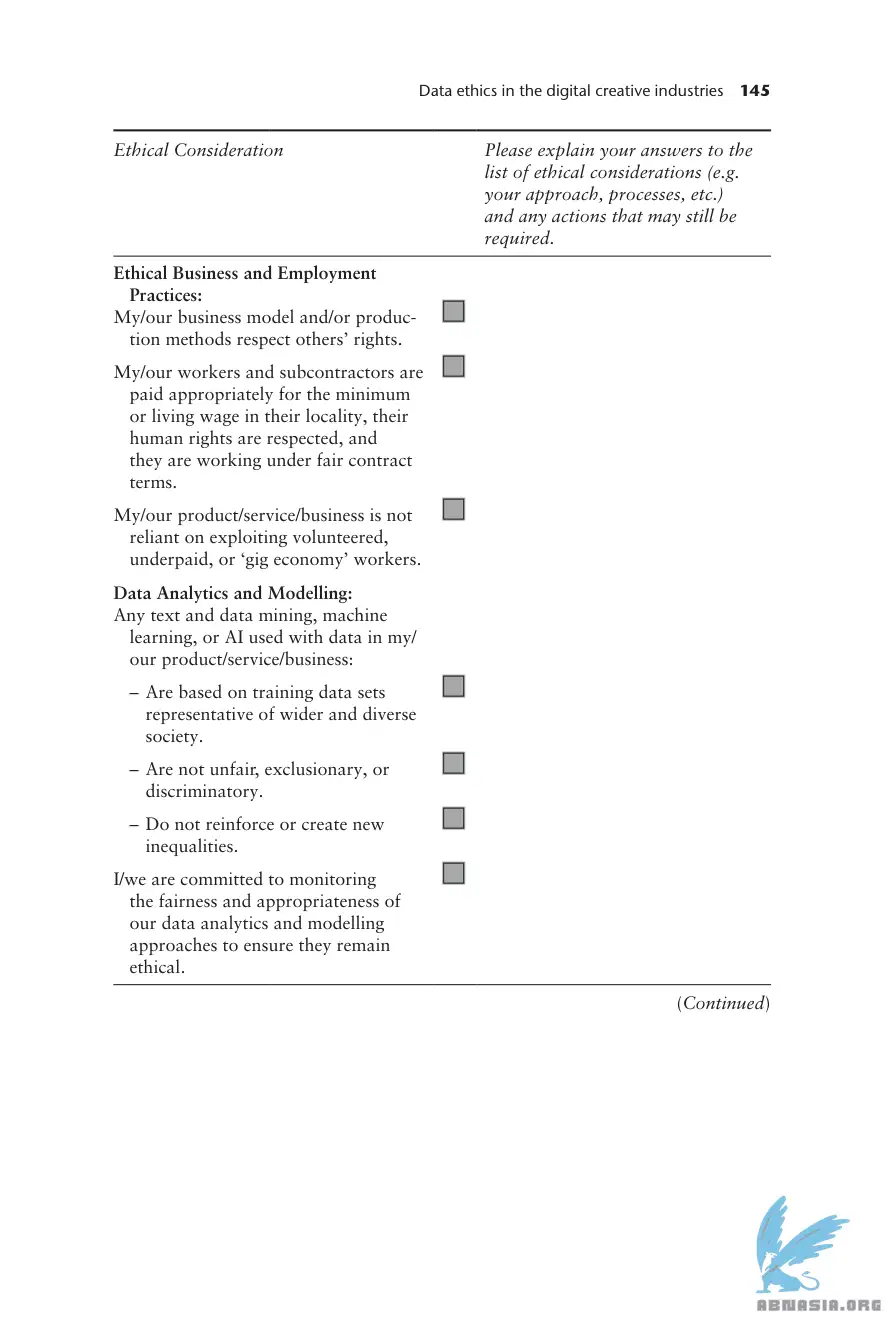 Data ethics in the digital creative industries 145
Ethical Consideration
Please explain your answers to the
list of ethical considerations (e.g.
your approach, processes, etc.)
and any actions that may still be
required.
Ethical Business and Employment
Practices:
My/our business model and/or produc-
tion methods respect others’ rights.
My/our workers and subcontractors are
paid appropriately for the minimum
or living wage in their locality, their
human rights are respected, and
they are working under fair contract
terms.
My/our product/service/business is not
reliant on exploiting volunteered,
underpaid, or ‘gig economy’ workers.
Data Analytics and Modelling:
Any text and data mining, machine
learning, or AI used with data in my/
our product/service/business:
– Are based on training data sets
representative of wider and diverse
society.
– Are not unfair, exclusionary, or
discriminatory.
– Do not reinforce or create new
inequalities.
I/we are committed to monitoring
the fairness and appropriateness of
our data analytics and modelling
approaches to ensure they remain
ethical.
(Continued)
ABNASIA.ORG